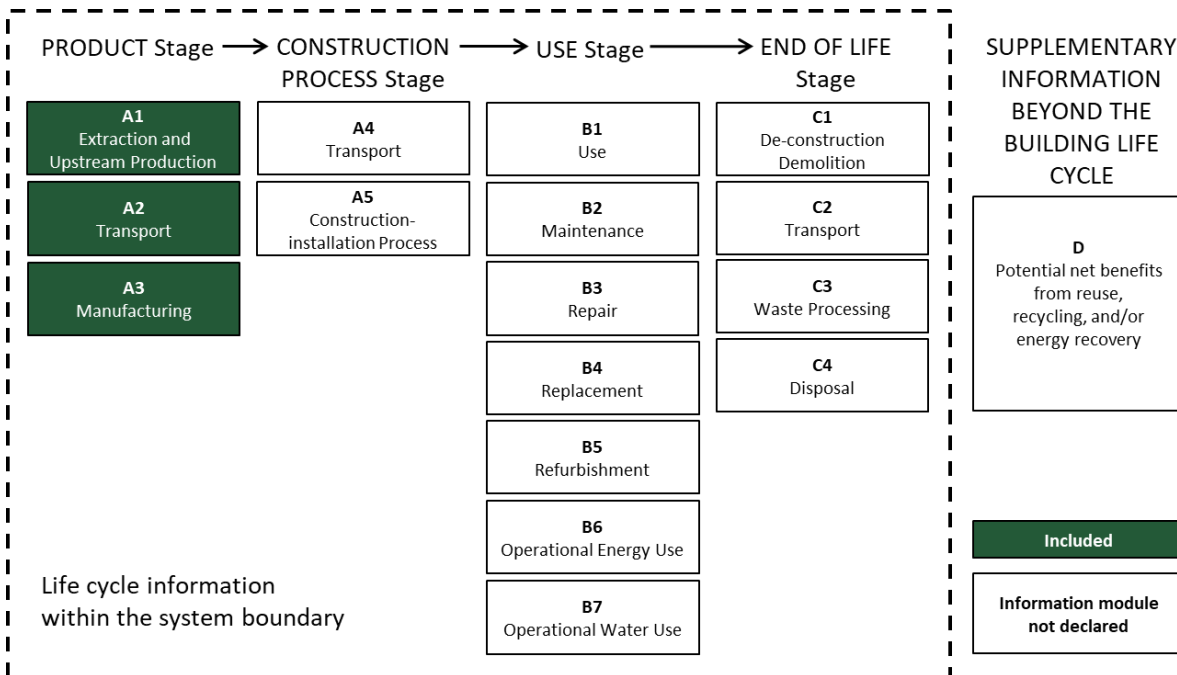 PRODUCT Stage
CONSTRUCTION
PROCESS Stage
USE Stage
END OF LIFE
Stage
SUPPLEMENTARY
INFORMATION
BEYOND THE
BUILDING LIFE
CYCLE
A1
Extraction and
Upstream Production
A2
Transport
A3
Manufacturing
A4
Transport
A5
Construction-
installation Process
B1
Use
B2
Maintenance
B3
Repair
B4
Replacement
B5
Refurbishment
B6
Operational Energy Use
B7
Operational Water Use
C1
De-construction
Demolition
C2
Transport
C3
Waste Processing
C4
Disposal
D
Potential net benefits
from reuse,
recycling, and/or
energy recovery
Included
Information module
not declared
Life cycle information
within the system boundary